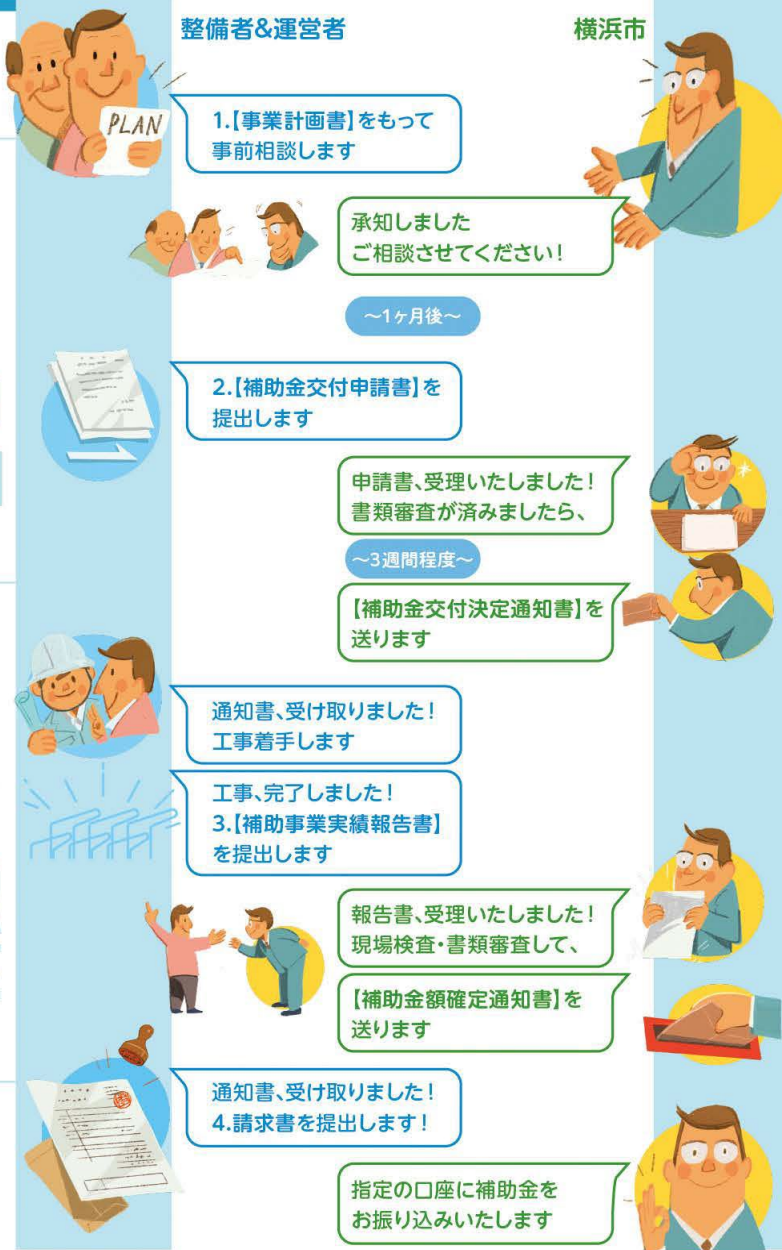 整備者&運営者
横浜市
PLAN
1.【事業計画書】をもって
事前相談します
承知しました
ご相談させてください!
～1ヶ月後～
2.【補助金交付申請書】を
提出します
申請書、受理いたしました!
書類審査が済みましたら、
～3週間程度～
【補助金交付決定通知書】を
送ります
通知書、受け取りました!
工事着手します
工事、完了しました!
3.【補助事業実績報告書】
を提出します
報告書、受理いたしました!
現場検査・書類審査して、
【補助金額確定通知書】を
送ります
通知書、受け取りました!
4.請求書を提出します!
指定の口座に補助金を
お振り込みいたします